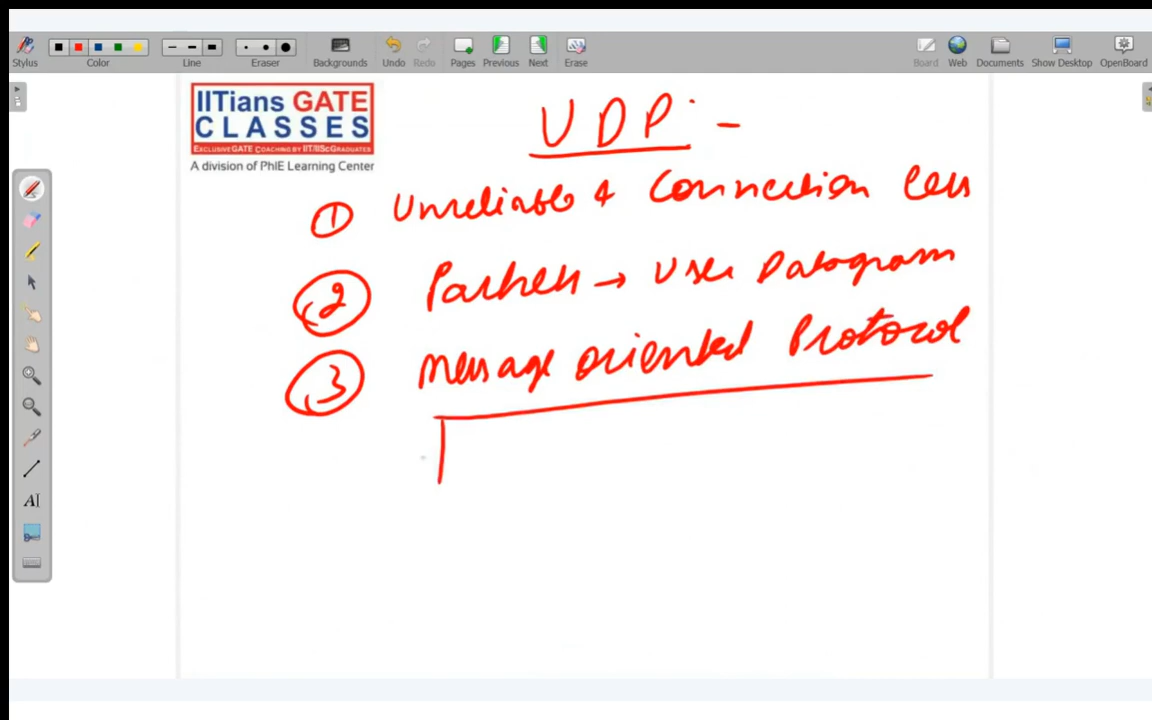 Stylus
Color
Line
Eraser
Backgrounds
Undo
Redo
Pages
Previous
Next
Erase
Board
Web
Documents
Show Desktop
OpenBoard
IITians GATE
CLASSES
EXCLUSIVE GATE COACHING BY IIT/IISc GRADUATES
A division of PhIE Learning Center
UDP :-
① Unreliable & Connection less
② Packets → User Datagram
③ Message oriented Protocol
AI